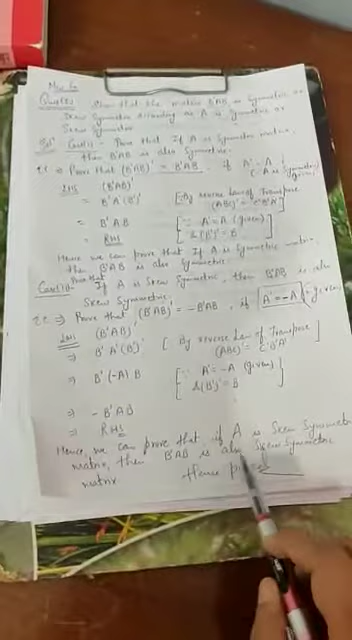 Show that the matrix B'AB is Symmetric or
Skew Symmetric according as A is Symmetric or
Skew Symmetric
Case(i) - Prove that If A is Symmetric matrix,
then B'AB is also Symmetric.
⇒ Prove that (B'AB)' = B'AB if A' = A
(∵ A is symmetric)
(given)
LHS (B'AB)'
= B'A'(B')' [∵ By reverse Law of Transpose
(ABC)' = C'B'A']
= B'AB [∵ A' = A (given)
= RHS &(B')' = B]
Hence we can prove that if A is Symmetric matrix
then B'AB is also Symmetric.
Prove that
If A is Skew Symmetric, then B'AB is also
Skew Symmetric.
⇒ Prove that (B'AB)' = -B'AB, if A' = -A given
LHS (B'AB)'
⇒ B'A'(B')' [By reverse Law of Transpose
(ABC)' = C'B'A']
⇒ B'(-A)B [∵ A' = -A (given)
&(B')' = B]
⇒ -B'AB
⇒ RHS
Hence, we can prove that if A is Skew Symmetric
matrix, then B'AB is also Skew Symmetric
matrix Hence